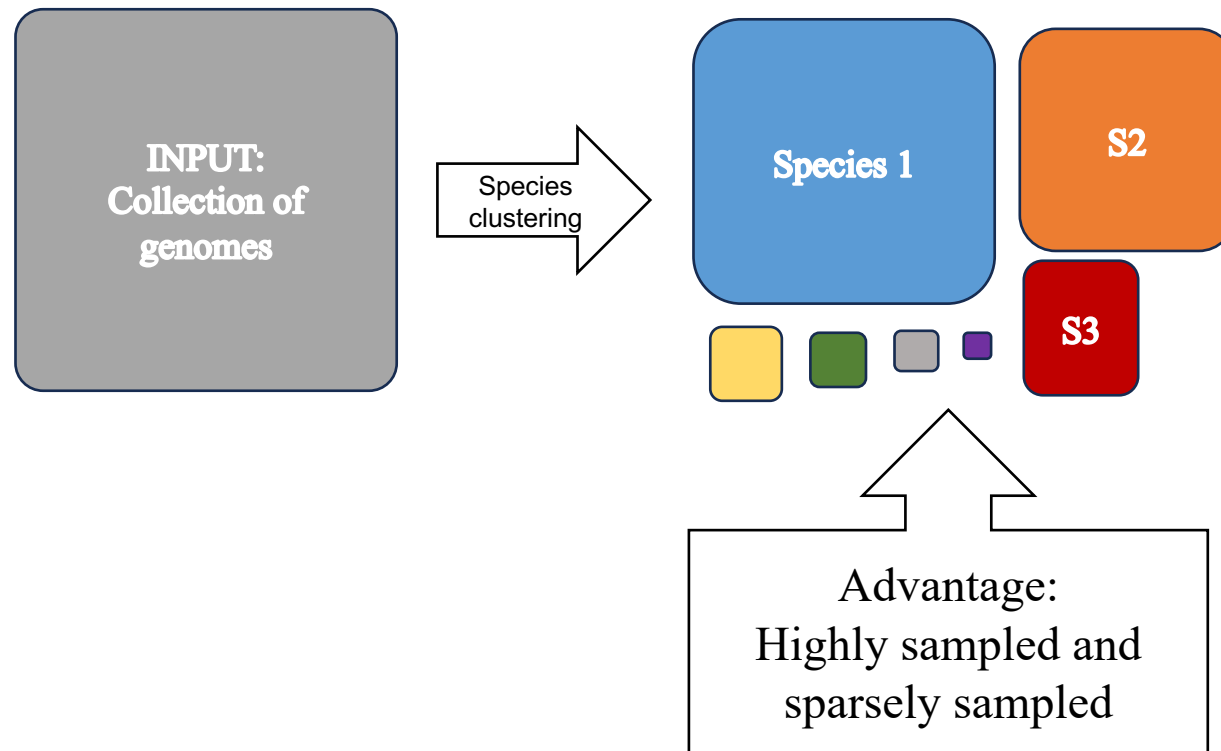 INPUT:
Collection of
genomes
Species
clustering
Species 1
S2
S3
Advantage:
Highly sampled and
sparsely sampled